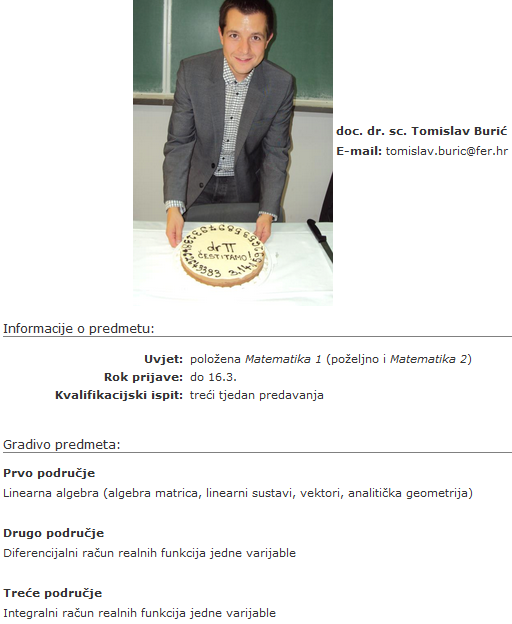 doc. dr. sc. Tomislav Burić
E-mail: tomislav.buric@fer.hr
dr π
ČESTITAMO!
Informacije o predmetu:
Uvjet: položena Matematika 1 (poželjno i Matematika 2)
Rok prijave: do 16.3.
Kvalifikacijski ispit: treći tjedan predavanja
Gradivo predmeta:
Prvo područje
Linearna algebra (algebra matrica, linearni sustavi, vektori, analitička geometrija)
Drugo područje
Diferencijalni račun realnih funkcija jedne varijable
Treće područje
Integralni račun realnih funkcija jedne varijable